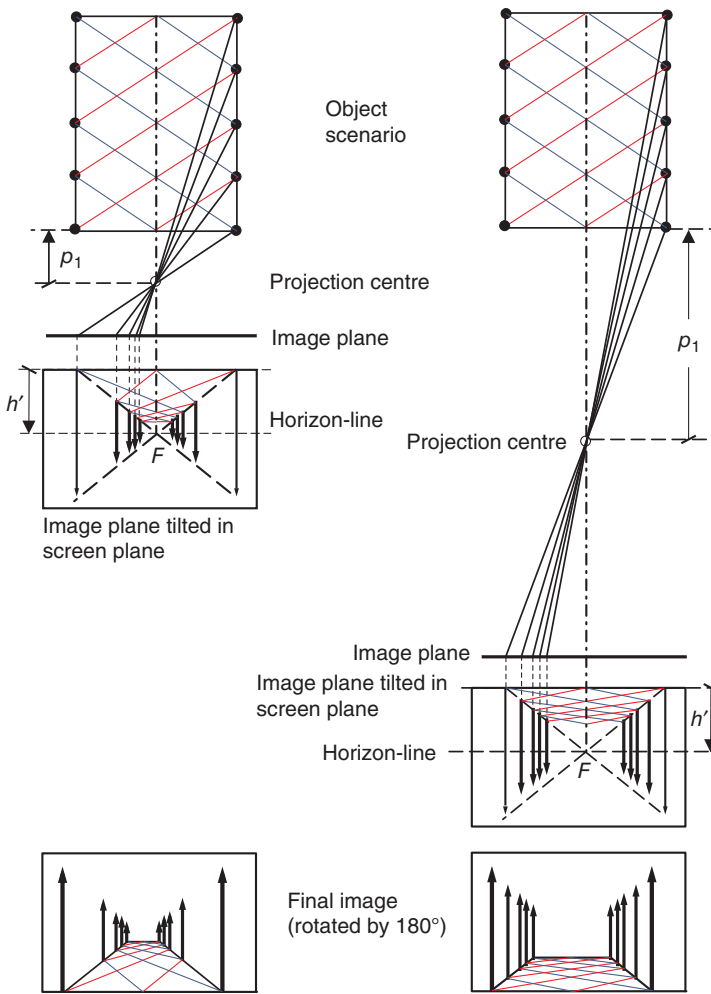 Object
scenario
p1
Projection centre
Image plane
p1
h′
Horizon-line
F
Projection centre
Image plane tilted in
screen plane
Image plane
Image plane tilted in
screen plane
h′
Horizon-line
F
Final image
(rotated by 180°)